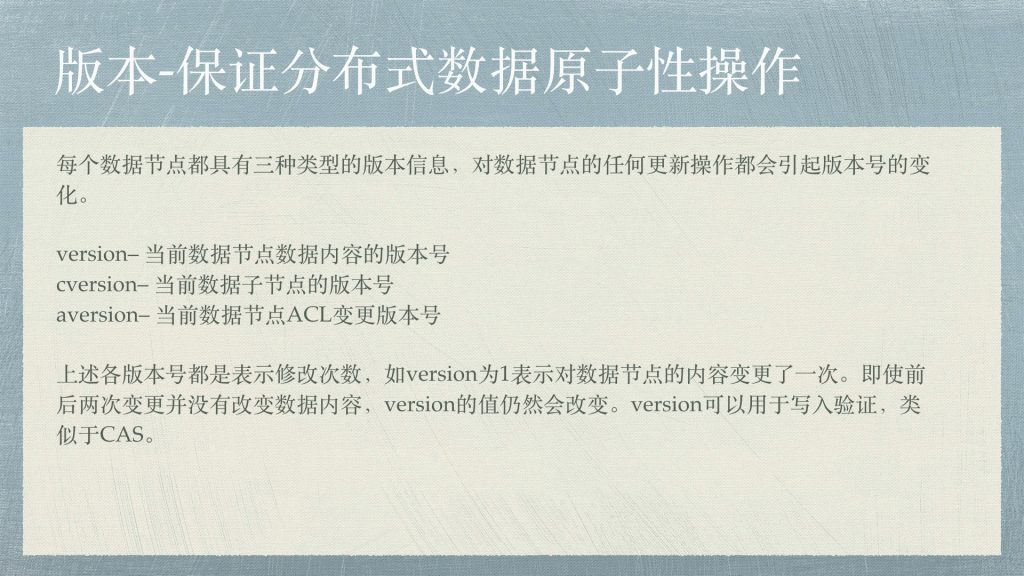 版本-保证分布式数据原子性操作
每个数据节点都具有三种类型的版本信息，对数据节点的任何更新操作都会引起版本号的变
化。
version– 当前数据节点数据内容的版本号
cversion– 当前数据子节点的版本号
aversion– 当前数据节点ACL变更版本号
上述各版本号都是表示修改次数，如version为1表示对数据节点的内容变更了一次。即使前
后两次变更并没有改变数据内容，version的值仍然会改变。version可以用于写入验证，类
似于CAS。